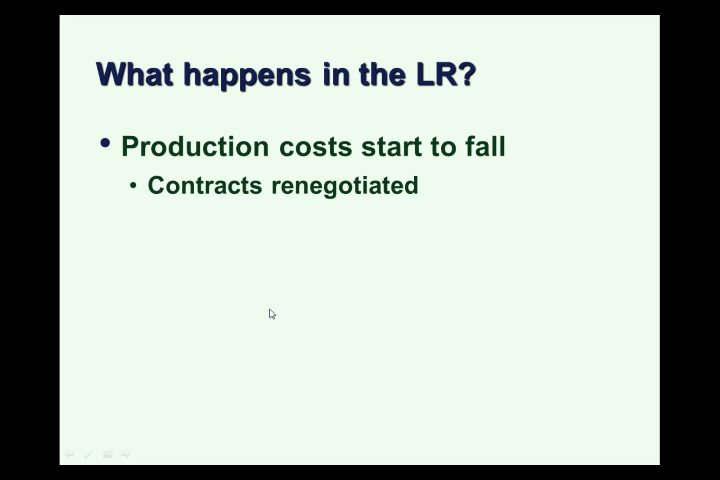 What happens in the LR?
• Production costs start to fall
• Contracts renegotiated